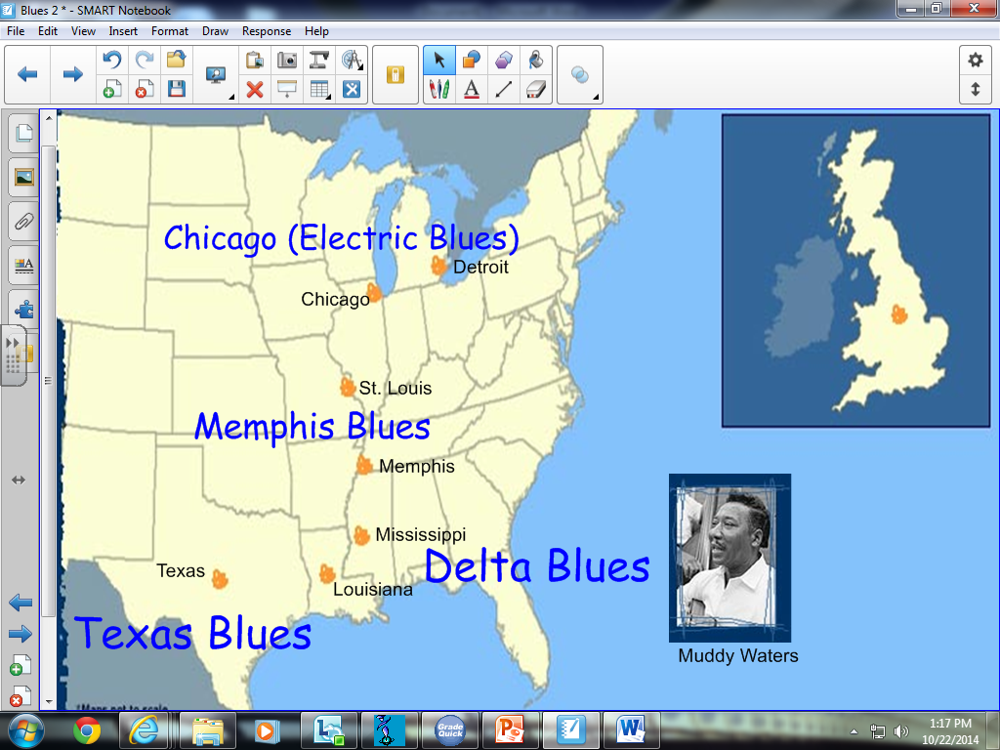 Blues 2 * - SMART Notebook
File Edit View Insert Format Draw Response Help
Chicago (Electric Blues)
Detroit
Chicago
St. Louis
Memphis Blues
Memphis
Mississippi
Delta Blues
Texas
Louisiana
Texas Blues
Muddy Waters
*Maps not to scale
Grade
Quick
1:17 PM
10/22/2014